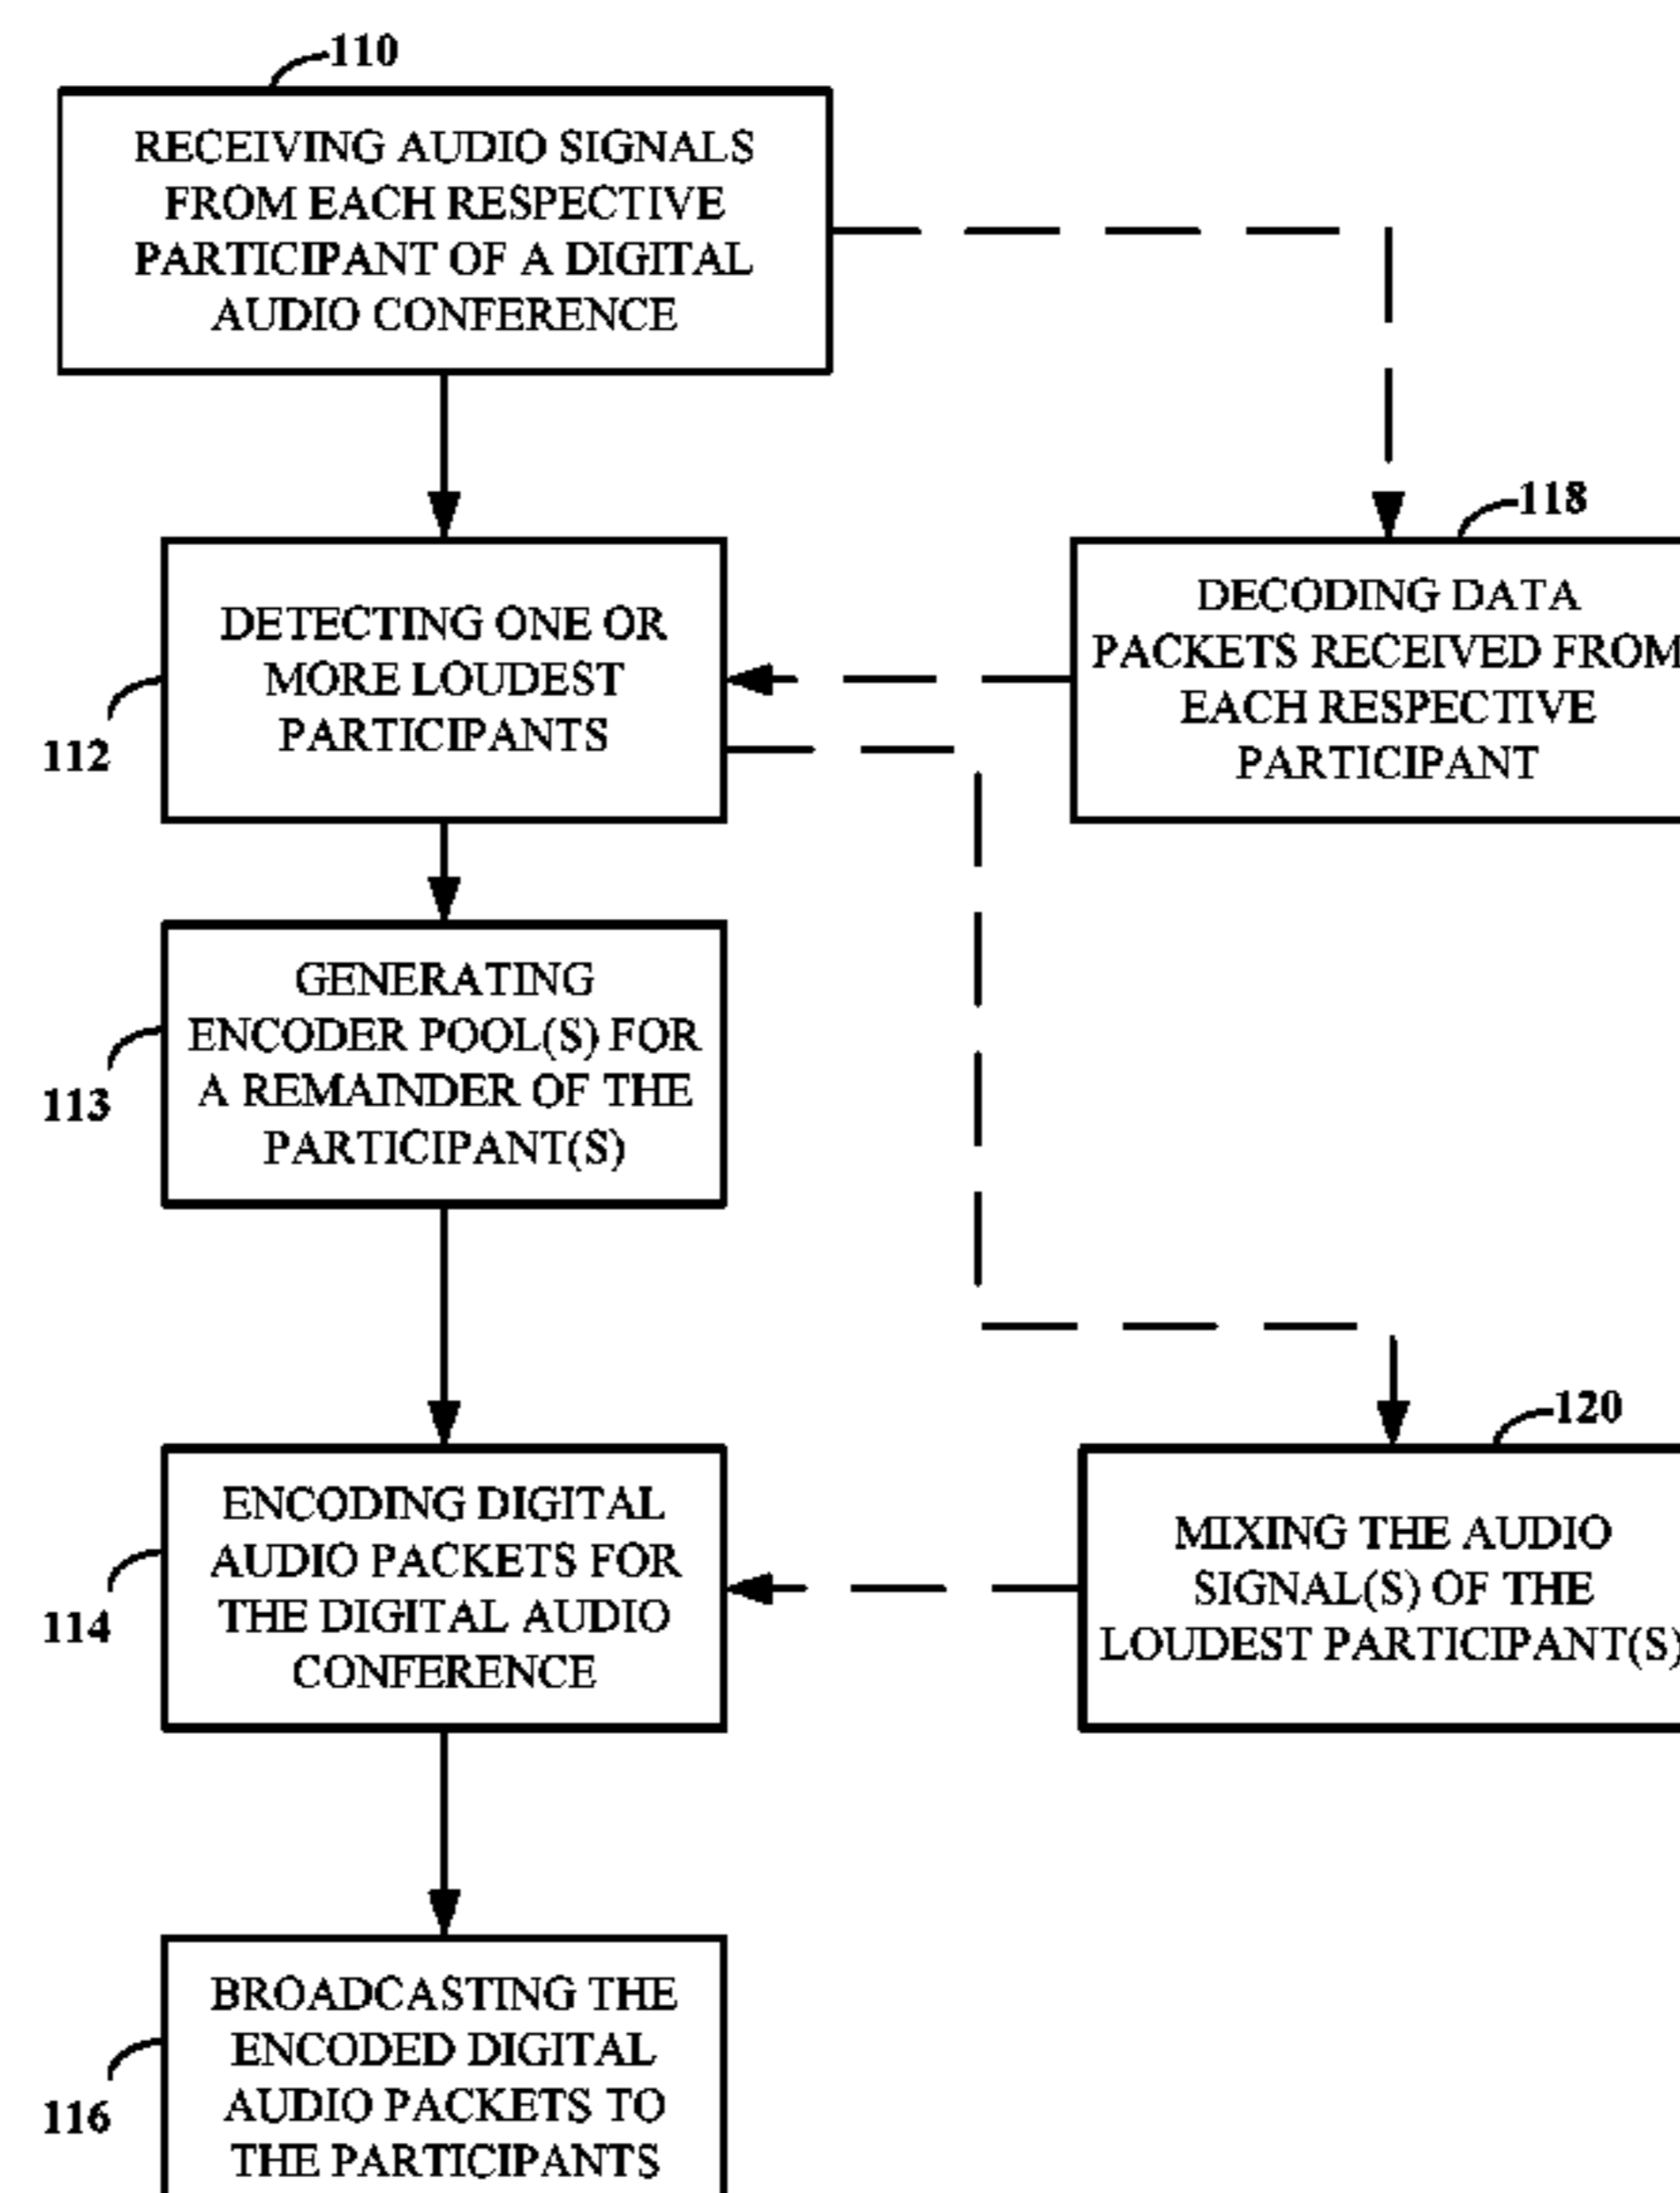 110
RECEIVING AUDIO SIGNALS
FROM EACH RESPECTIVE
PARTICIPANT OF A DIGITAL
AUDIO CONFERENCE
118
DETECTING ONE OR
MORE LOUDEST
PARTICIPANTS
112
DECODING DATA
PACKETS RECEIVED FROM
EACH RESPECTIVE
PARTICIPANT
GENERATING
ENCODER POOL(S) FOR
A REMAINDER OF THE
PARTICIPANT(S)
113
120
ENCODING DIGITAL
AUDIO PACKETS FOR
THE DIGITAL AUDIO
CONFERENCE
114
MIXING THE AUDIO
SIGNAL(S) OF THE
LOUDEST PARTICIPANT(S)
BROADCASTING THE
ENCODED DIGITAL
AUDIO PACKETS TO
THE PARTICIPANTS
116